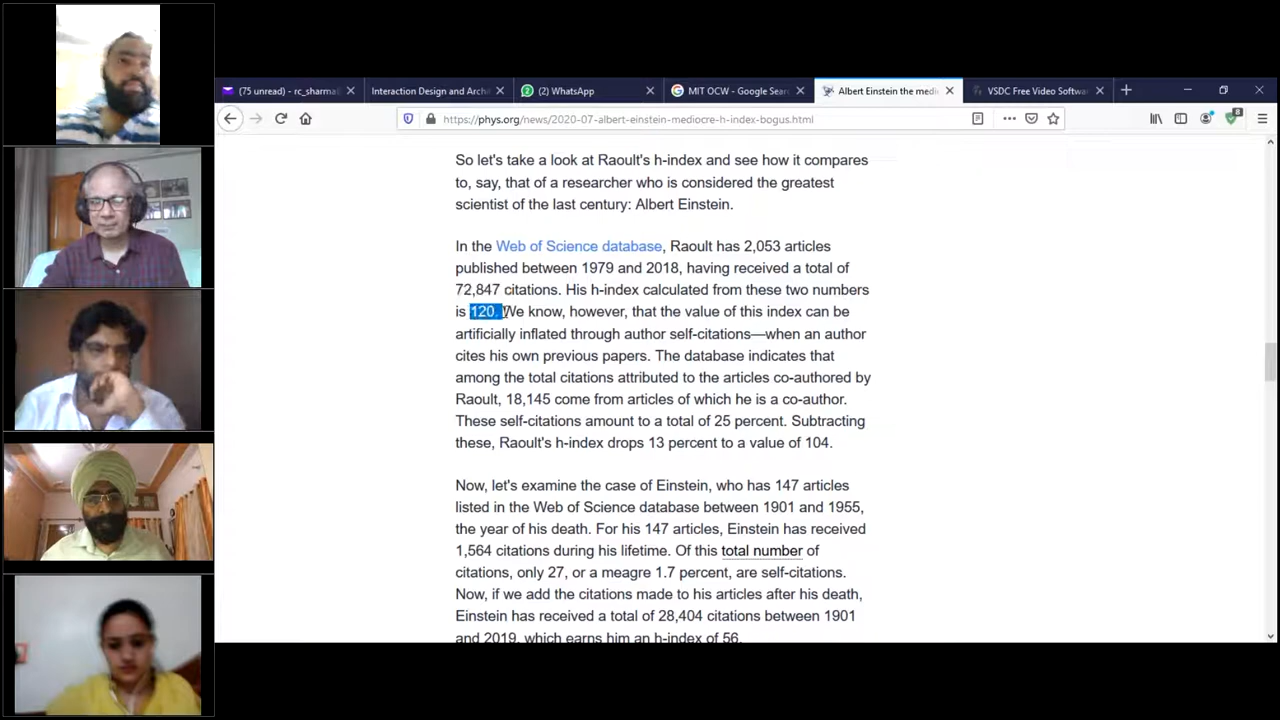 (75 unread) - rc_sharma
Interaction Design and Archi
(2) WhatsApp
MIT OCW - Google Sear
Albert Einstein the medi
VSDC Free Video Softwa
https://phys.org/news/2020-07-albert-einstein-mediocre-h-index-bogus.html
So let's take a look at Raoult's h-index and see how it compares
to, say, that of a researcher who is considered the greatest
scientist of the last century: Albert Einstein.
In the Web of Science database, Raoult has 2,053 articles
published between 1979 and 2018, having received a total of
72,847 citations. His h-index calculated from these two numbers
is 120. We know, however, that the value of this index can be
artificially inflated through author self-citations—when an author
cites his own previous papers. The database indicates that
among the total citations attributed to the articles co-authored by
Raoult, 18,145 come from articles of which he is a co-author.
These self-citations amount to a total of 25 percent. Subtracting
these, Raoult's h-index drops 13 percent to a value of 104.
Now, let's examine the case of Einstein, who has 147 articles
listed in the Web of Science database between 1901 and 1955,
the year of his death. For his 147 articles, Einstein has received
1,564 citations during his lifetime. Of this total number of
citations, only 27, or a meagre 1.7 percent, are self-citations.
Now, if we add the citations made to his articles after his death,
Einstein has received a total of 28,404 citations between 1901
and 2019, which earns him an h-index of 56.